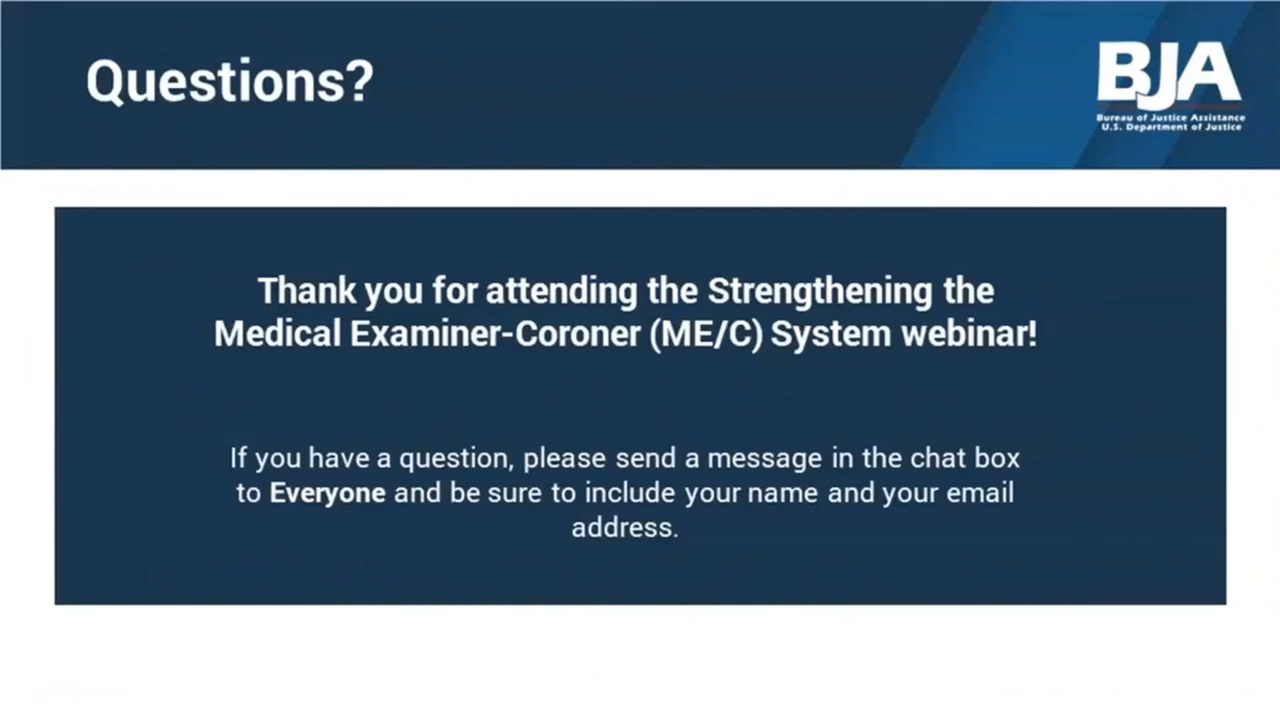 Questions?
BJA
Bureau of Justice Assistance
U.S. Department of Justice
Thank you for attending the Strengthening the
Medical Examiner-Coroner (ME/C) System webinar!
If you have a question, please send a message in the chat box
to Everyone and be sure to include your name and your email
address.